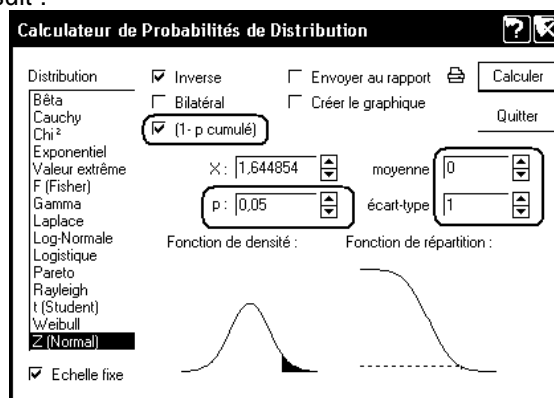 uit :
Calculateur de Probabilités de Distribution
Distribution
Bêta
Cauchy
Chi²
Exponentiel
Valeur extrême
F (Fisher)
Gamma
Laplace
Log-Normale
Logistique
Pareto
Rayleigh
t (Student)
Weibull
Z (Normal)
Echelle fixe
Inverse
Bilatéral
(1- p cumulé)
Envoyer au rapport
Créer le graphique
Calculer
Quitter
X : 1,644854
moyenne 0
p : 0,05
écart-type 1
Fonction de densité :
Fonction de répartition :